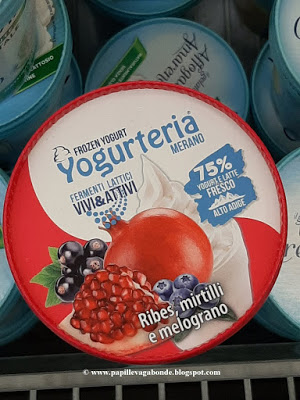 FROZEN YOGURT
Yogurteria
MERANO
FERMENTI LATTICI
VIVI&ATTIVI
75%
YOGURT E LATTE
FRESCO
ALTO ADIGE
Ribes, mirtilli
e melograno
Affogato
© www.papillevagabonde.blogspot.com